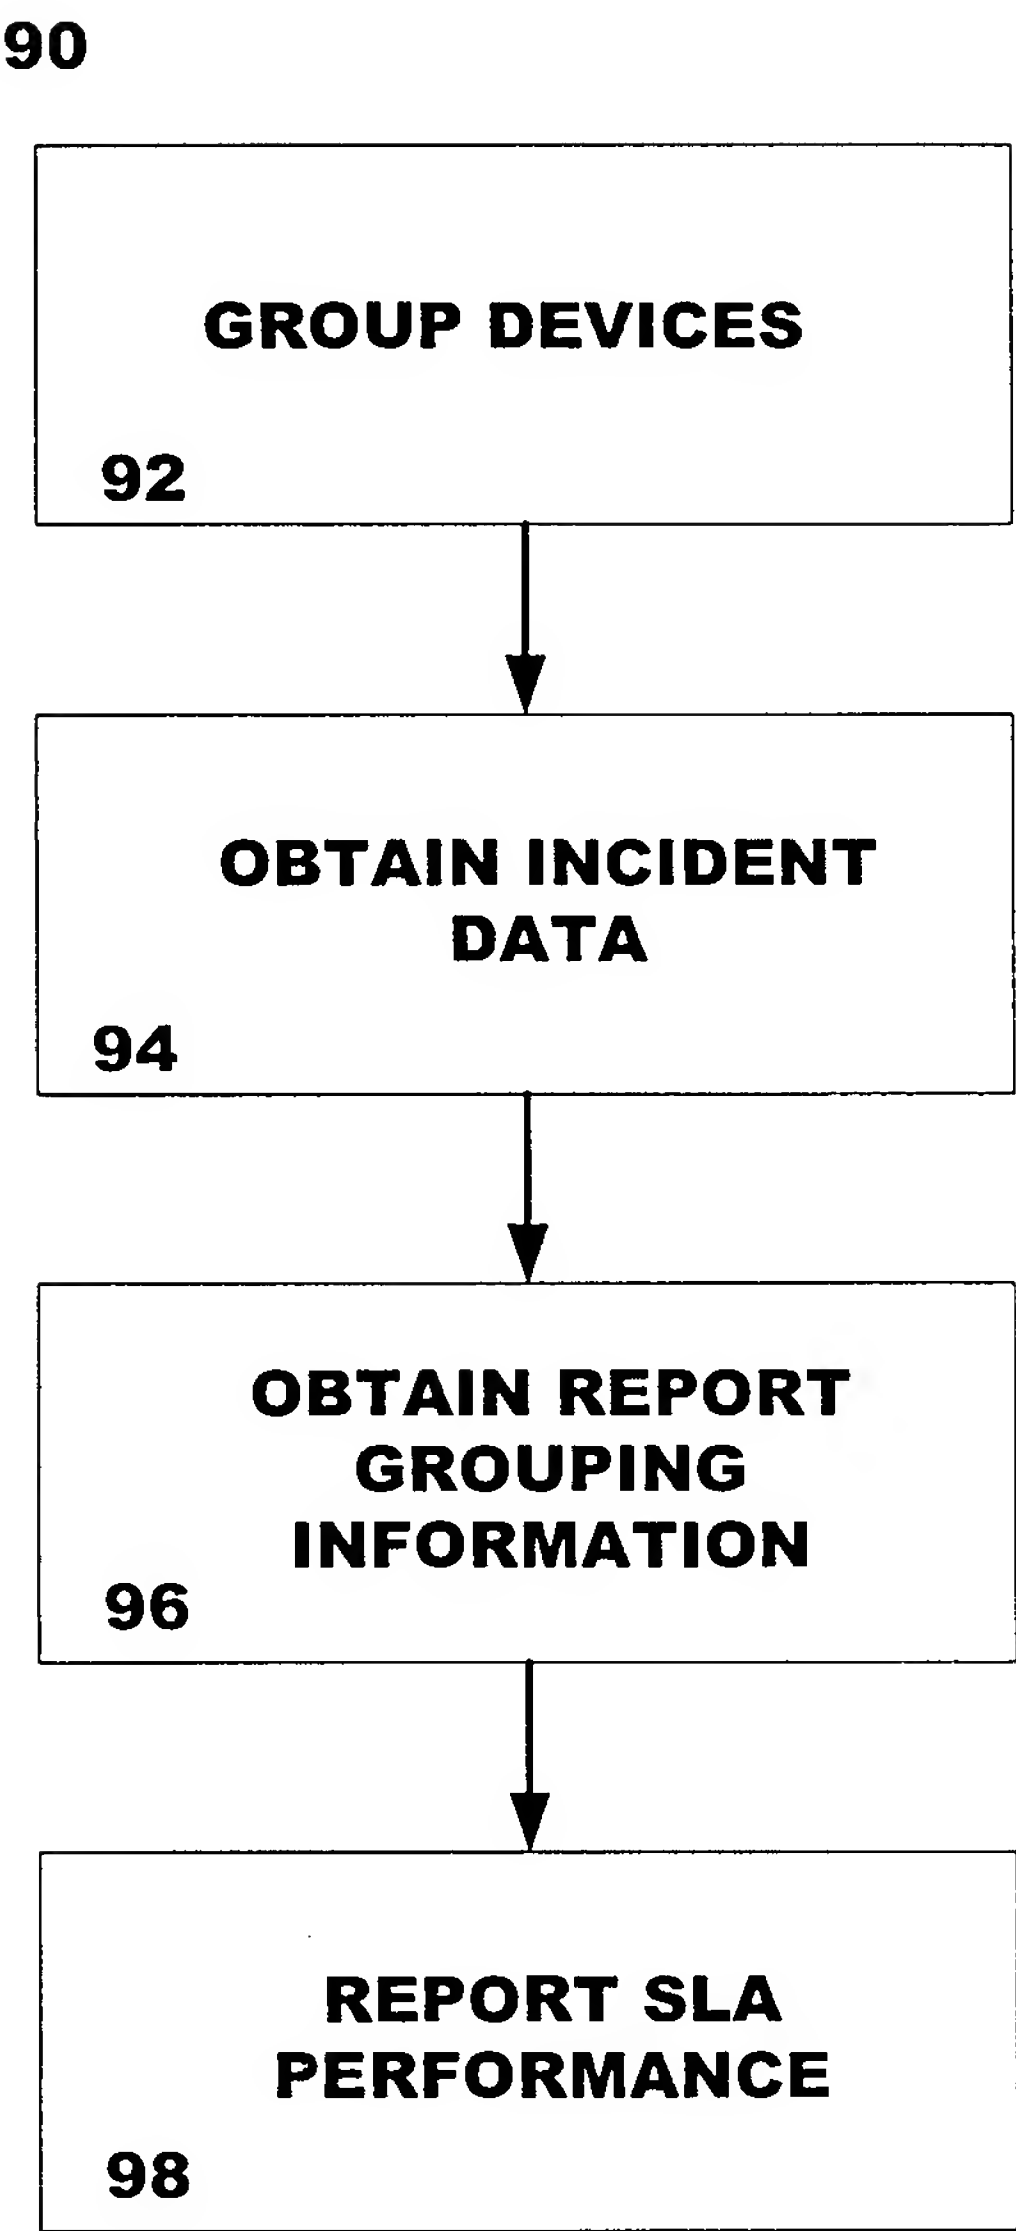 90
GROUP DEVICES
92
OBTAIN INCIDENT
DATA
94
OBTAIN REPORT
GROUPING
INFORMATION
96
REPORT SLA
PERFORMANCE
98